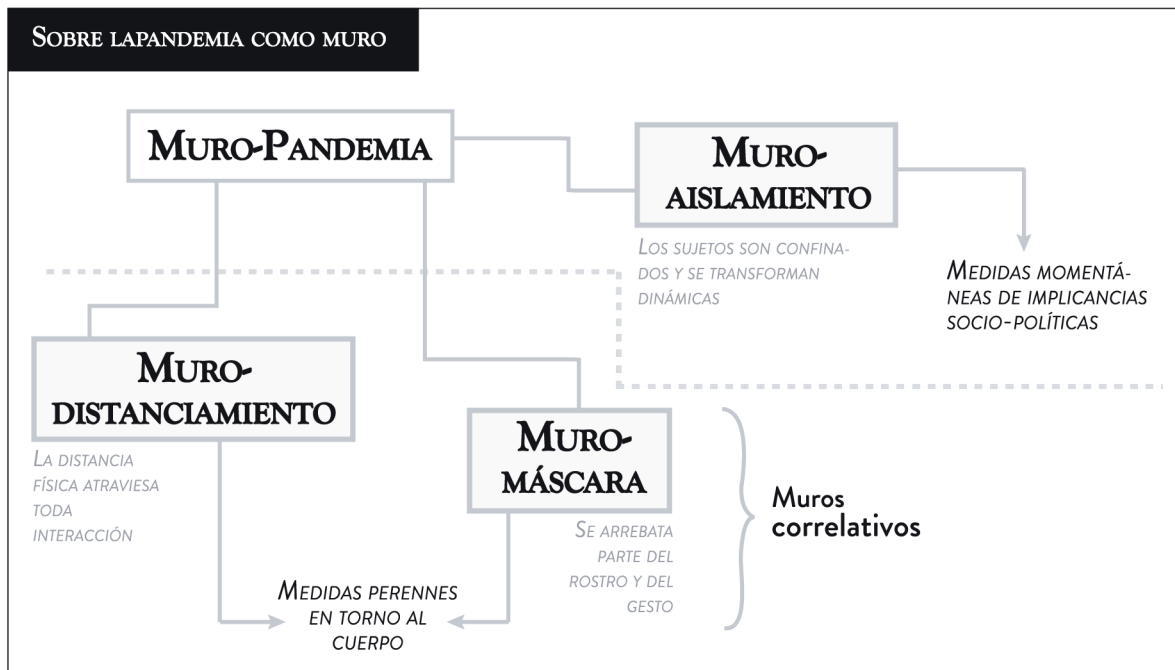 Sobre lapandemia como muro
Muro-Pandemia
Muro-
aislamiento
Los sujetos son confina-
dos y se transforman
dinámicas
Medidas momentá-
neas de implicancias
socio-políticas
Muro-
distanciamiento
La distancia
física atraviesa
toda
interacción
Muro-
máscara
Se arrebata
parte del
rostro y del
gesto
Muros
correlativos
Medidas perennes
en torno al
cuerpo